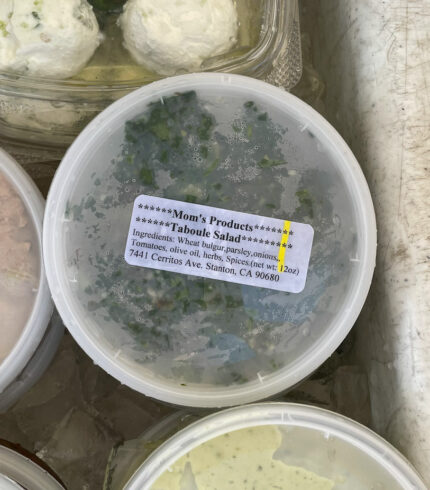 ******Mom's Products*******
******Taboule Salad*********
Ingredients: Wheat bulgur,parsley,onions,
Tomatoes, olive oil, herbs, Spices.(net wt: 12oz)
7441 Cerritos Ave. Stanton, CA 90680